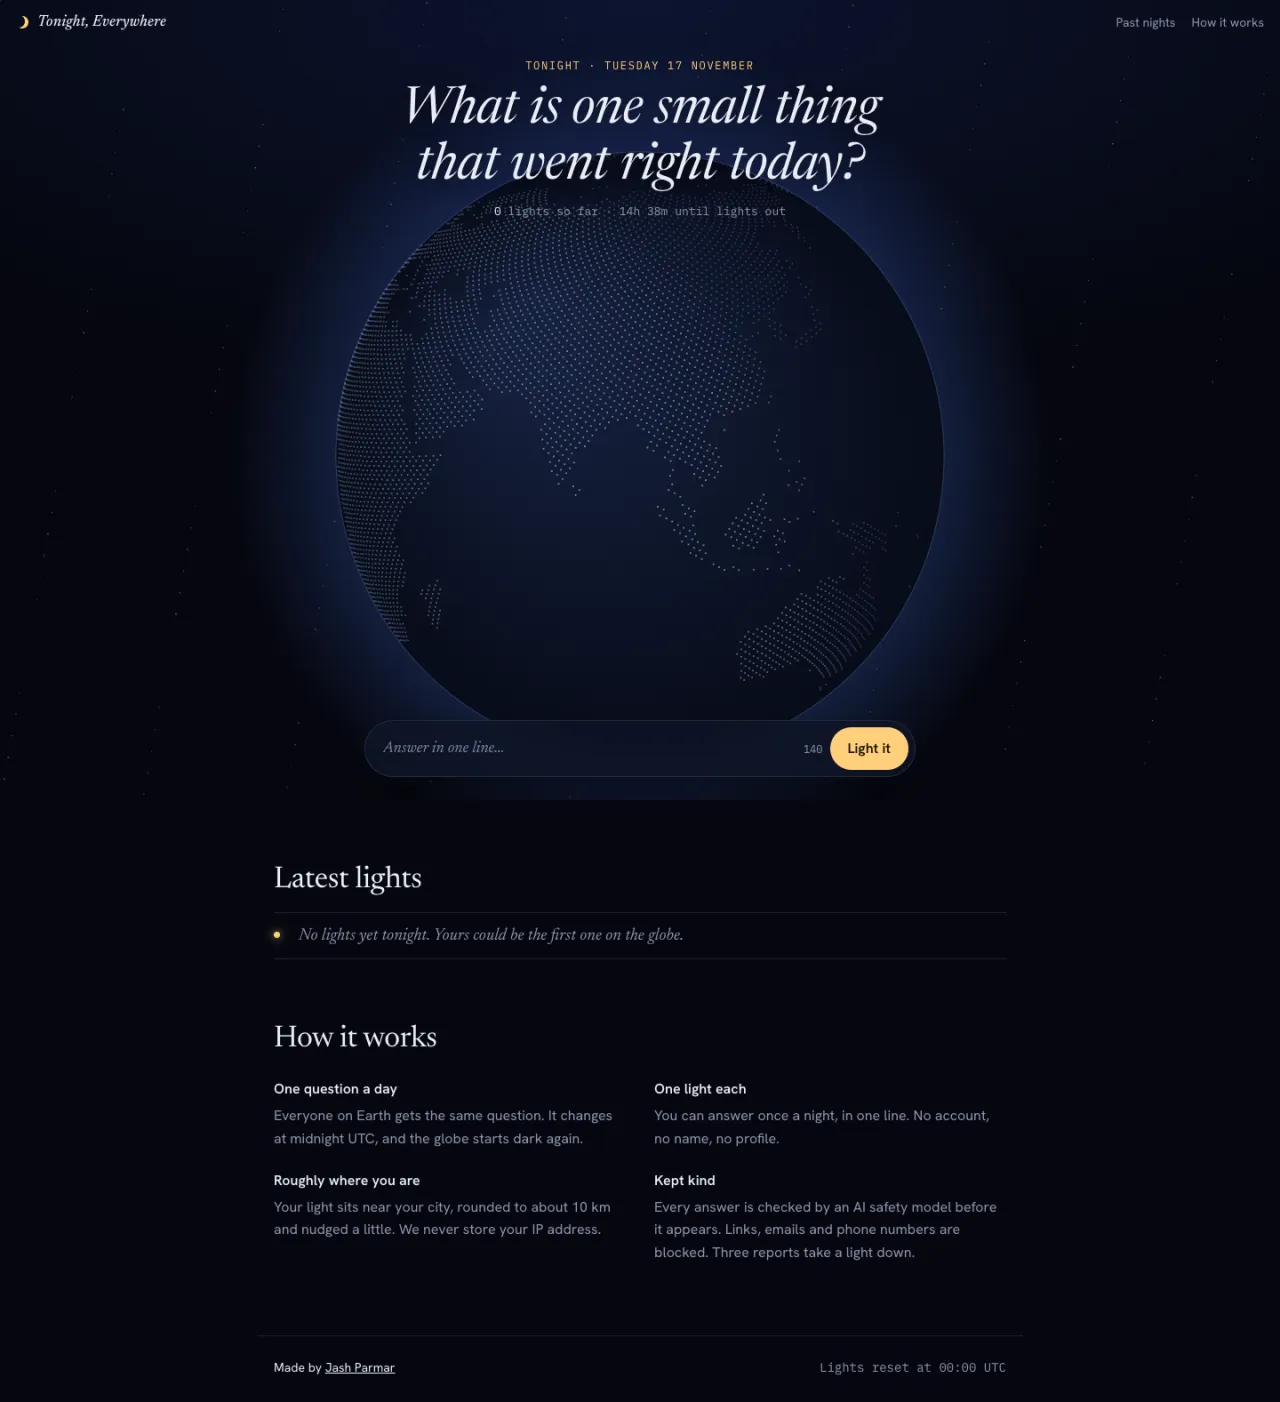 Tonight, Everywhere
Past nights
How it works
TONIGHT · TUESDAY 17 NOVEMBER
What is one small thing
that went right today?
0 lights so far · 14h 38m until lights out
Answer in one line...
140
Light it
Latest lights
No lights yet tonight. Yours could be the first one on the globe.
How it works
One question a day
Everyone on Earth gets the same question. It changes
at midnight UTC, and the globe starts dark again.
One light each
You can answer once a night, in one line. No account,
no name, no profile.
Roughly where you are
Your light sits near your city, rounded to about 10 km
and nudged a little. We never store your IP address.
Kept kind
Every answer is checked by an AI safety model before
it appears. Links, emails and phone numbers are
blocked. Three reports take a light down.
Made by Jash Parmar
Lights reset at 00:00 UTC